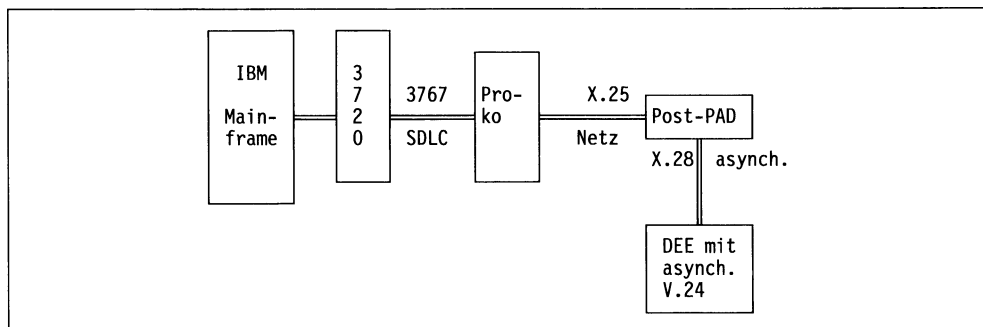 IBM
Main-
frame
3
7
2
0
3767
SDLC
Pro-
ko
X.25
Netz
Post-PAD
X.28 asynch.
DEE mit
asynch.
V.24